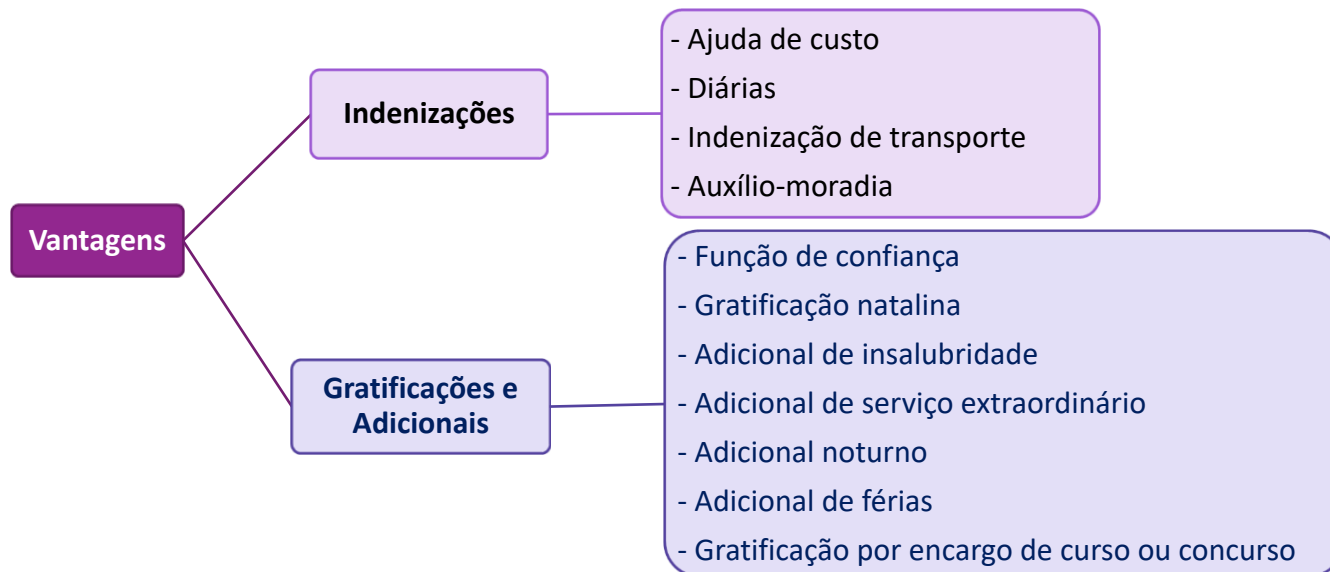 Vantagens
Indenizações
- Ajuda de custo
- Diárias
- Indenização de transporte
- Auxílio-moradia
Gratificações e
Adicionais
- Função de confiança
- Gratificação natalina
- Adicional de insalubridade
- Adicional de serviço extraordinário
- Adicional noturno
- Adicional de férias
- Gratificação por encargo de curso ou concurso